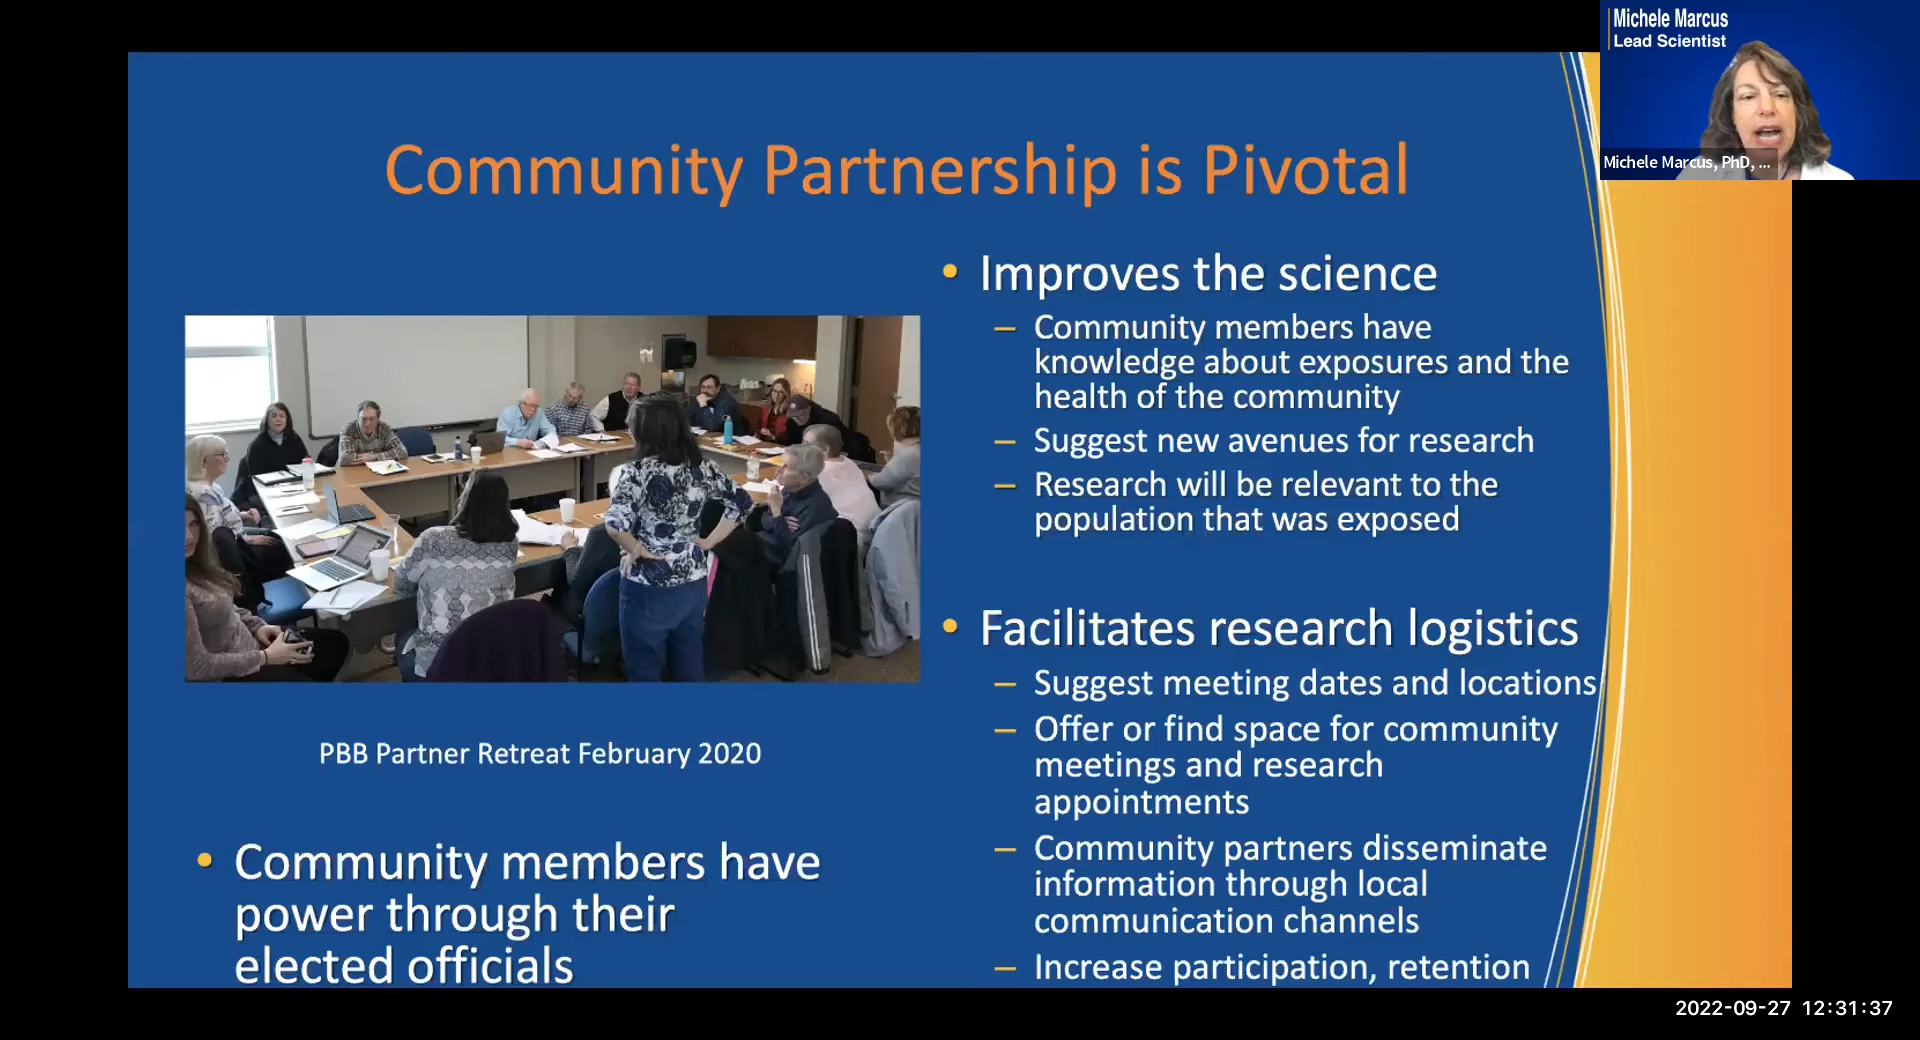 Michele Marcus
Lead Scientist
Michele Marcus, PhD, ...
Community Partnership is Pivotal
PBB Partner Retreat February 2020
• Community members have
power through their
elected officials
• Improves the science
– Community members have
knowledge about exposures and the
health of the community
– Suggest new avenues for research
– Research will be relevant to the
population that was exposed
• Facilitates research logistics
– Suggest meeting dates and locations
– Offer or find space for community
meetings and research
appointments
– Community partners disseminate
information through local
communication channels
– Increase participation, retention
2022-09-27 12:31:37